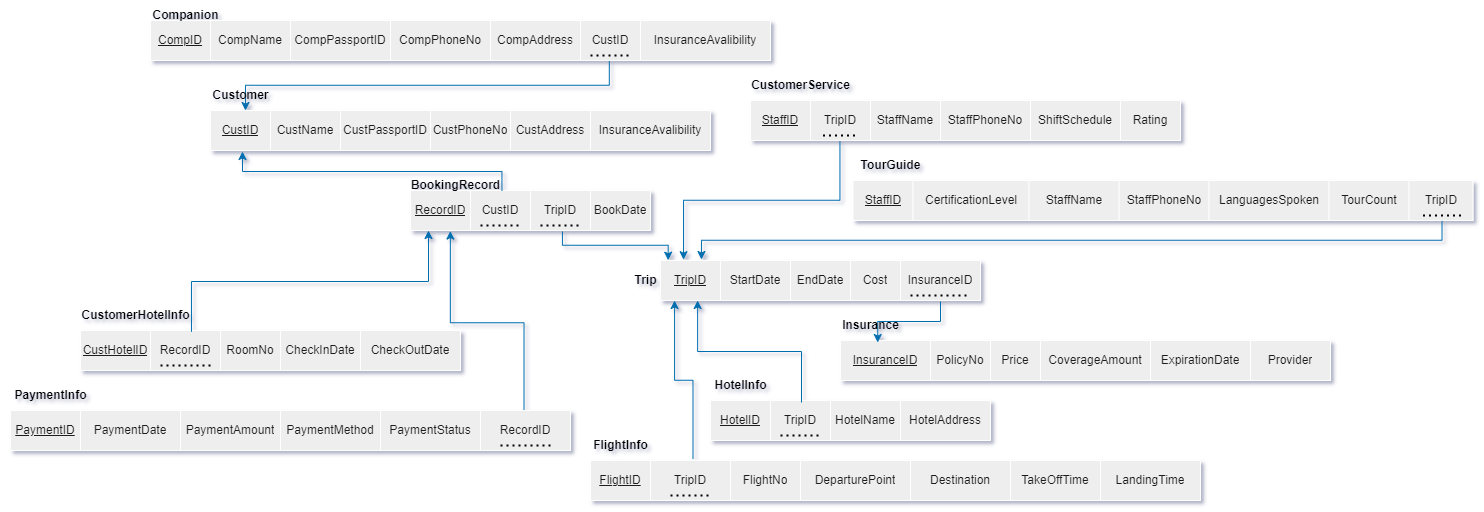 Companion
CompID CompName CompPassportID CompPhoneNo CompAddress CustID InsuranceAvalibility
Customer
CustID CustName CustPassportID CustPhoneNo CustAddress InsuranceAvalibility
CustomerService
StaffID TripID StaffName StaffPhoneNo ShiftSchedule Rating
TourGuide
StaffID CertificationLevel StaffName StaffPhoneNo LanguagesSpoken TourCount TripID
BookingRecord
RecordID CustID TripID BookDate
Trip TripID StartDate EndDate Cost InsuranceID
CustomerHotelInfo
CustHotelID RecordID RoomNo CheckInDate CheckOutDate
Insurance
InsuranceID PolicyNo Price CoverageAmount ExpirationDate Provider
PaymentInfo
PaymentID PaymentDate PaymentAmount PaymentMethod PaymentStatus RecordID
HotelInfo
HotelID TripID HotelName HotelAddress
FlightInfo
FlightID TripID FlightNo DeparturePoint Destination TakeOffTime LandingTime